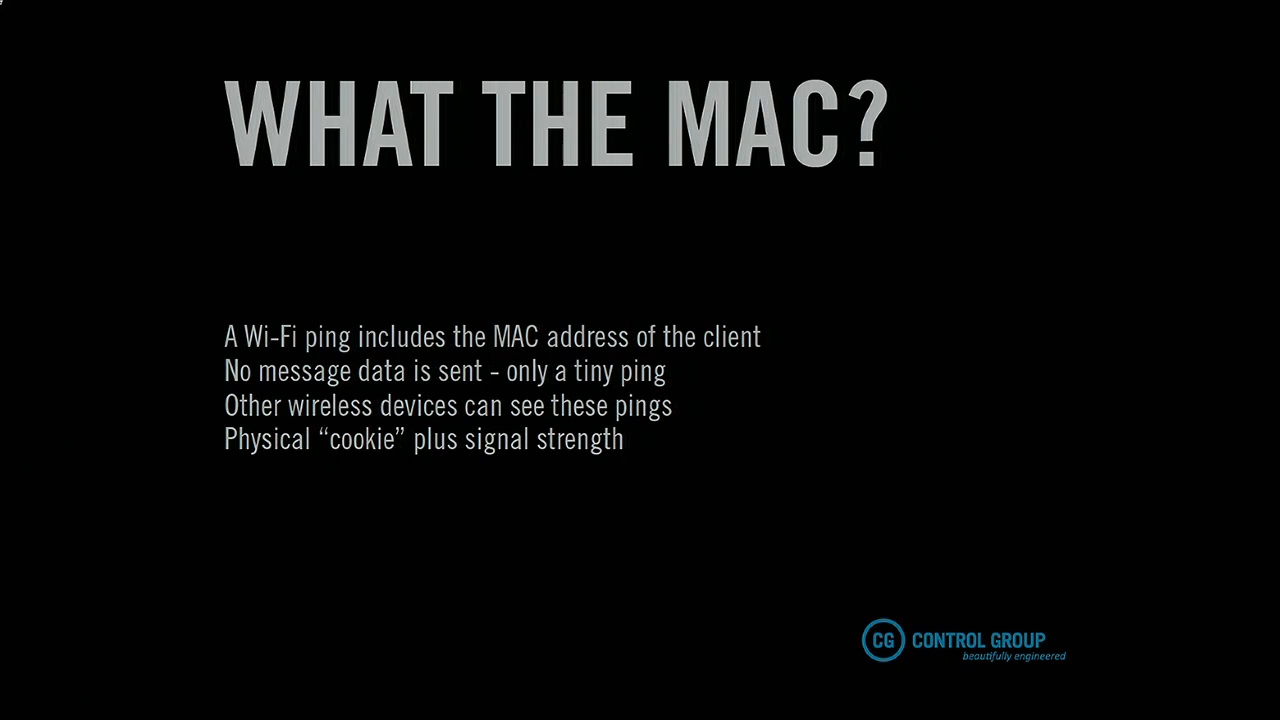 WHAT THE MAC?
A Wi-Fi ping includes the MAC address of the client
No message data is sent - only a tiny ping
Other wireless devices can see these pings
Physical “cookie” plus signal strength
CG CONTROL GROUP
beautifully engineered